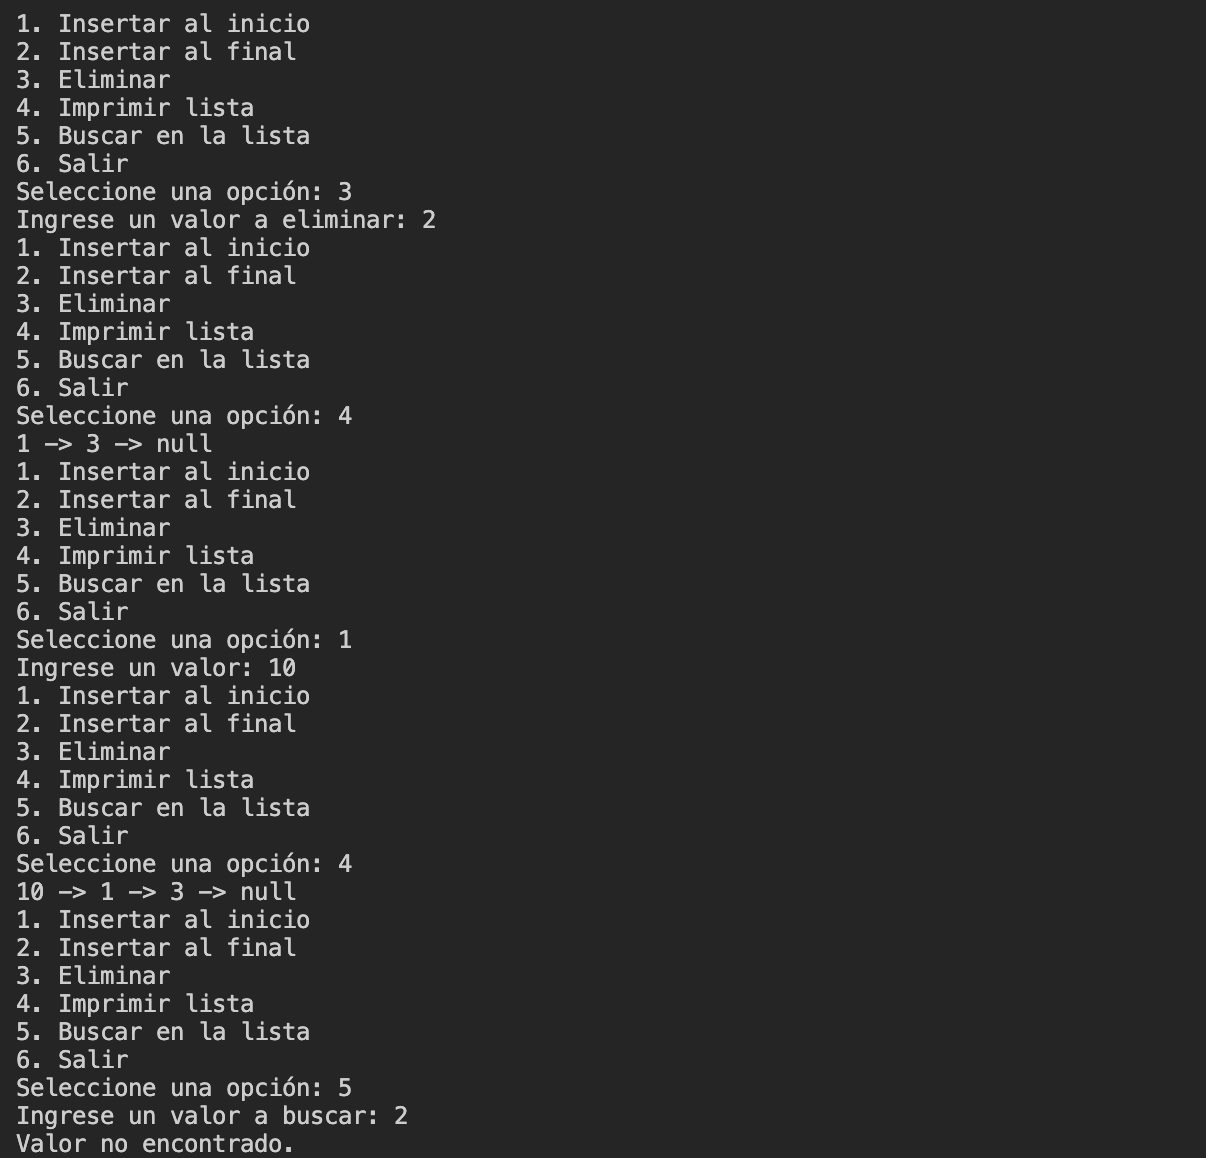 1. Insertar al inicio
2. Insertar al final
3. Eliminar
4. Imprimir lista
5. Buscar en la lista
6. Salir
Seleccione una opción: 3
Ingrese un valor a eliminar: 2
1. Insertar al inicio
2. Insertar al final
3. Eliminar
4. Imprimir lista
5. Buscar en la lista
6. Salir
Seleccione una opción: 4
1 -> 3 -> null
1. Insertar al inicio
2. Insertar al final
3. Eliminar
4. Imprimir lista
5. Buscar en la lista
6. Salir
Seleccione una opción: 1
Ingrese un valor: 10
1. Insertar al inicio
2. Insertar al final
3. Eliminar
4. Imprimir lista
5. Buscar en la lista
6. Salir
Seleccione una opción: 4
10 -> 1 -> 3 -> null
1. Insertar al inicio
2. Insertar al final
3. Eliminar
4. Imprimir lista
5. Buscar en la lista
6. Salir
Seleccione una opción: 5
Ingrese un valor a buscar: 2
Valor no encontrado.